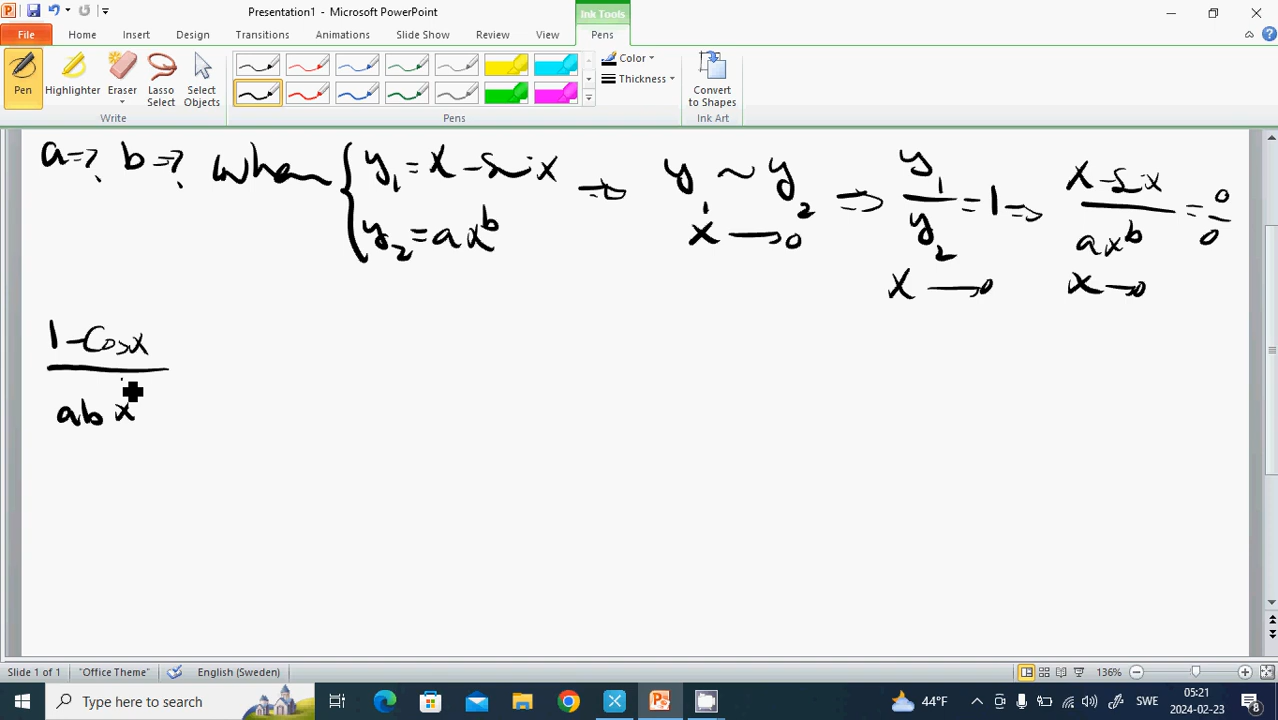 Presentation1 - Microsoft PowerPoint
Ink Tools
File Home Insert Design Transitions Animations Slide Show Review View Pens
Pen Highlighter Eraser Lasso Select Select Objects
Color
Thickness
Convert to Shapes
Write Pens Ink Art
a=? b=? when { y₁ = x - sin x ⇒ y₁ ~ y₂ ⇒ y₁/y₂ = 1 ⇒ x - sin x / ax^b = 0/0
y₂ = ax^b x → 0 x → 0 x → 0
1 - Cos x
ab x
Slide 1 of 1 "Office Theme" English (Sweden) 136%
Type here to search 44°F SWE 05:21
2024-02-23 8